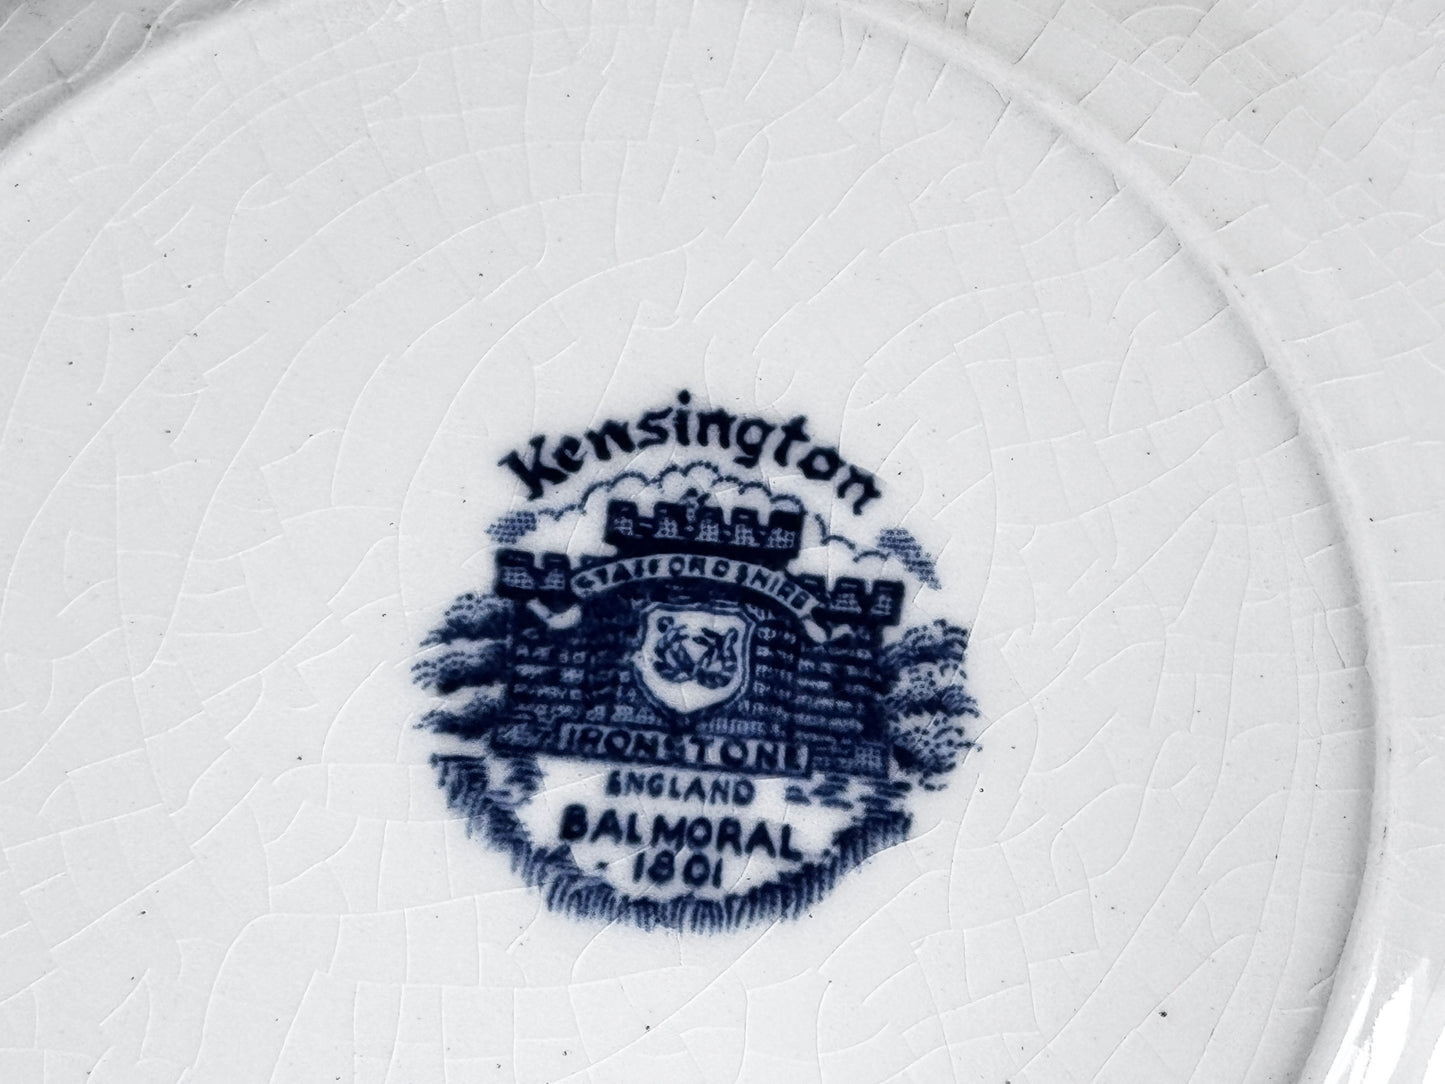 Kensington
STAFFORDSHIRE
IRONSTONE
ENGLAND
BALMORAL
1801